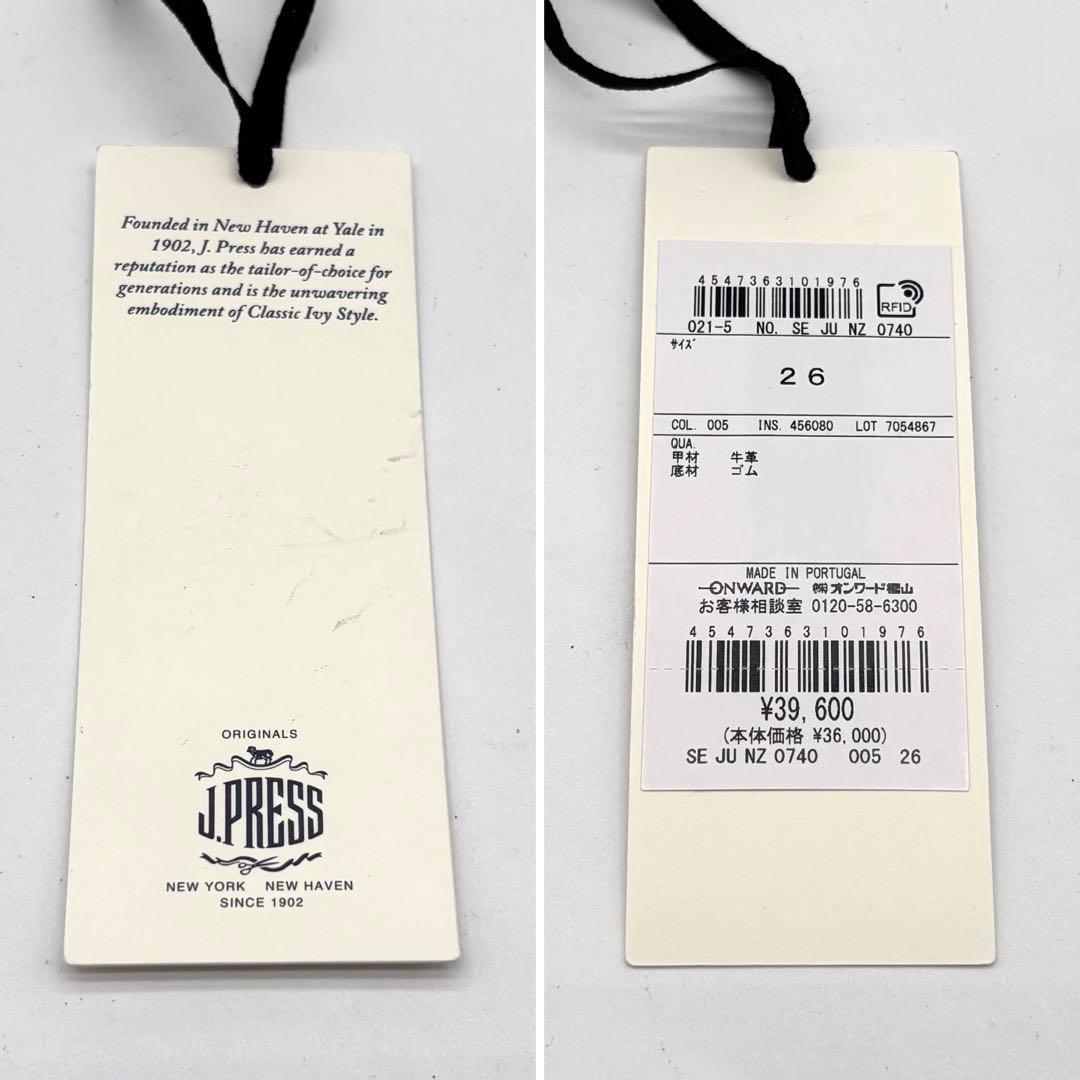 Founded in New Haven at Yale in
1902, J. Press has earned a
reputation as the tailor-of-choice for
generations and is the unwavering
embodiment of Classic Ivy Style.
ORIGINALS
J.PRESS
NEW YORK NEW HAVEN
SINCE 1902
4547363101976
RFID
021-5 NO. SE JU NZ 0740
サイズ
26
COL. 005 INS. 456080 LOT 7054867
QUA.
甲材 牛革
底材 ゴム
MADE IN PORTUGAL
ONWARD ㈱オンワード樫山
お客様相談室 0120-58-6300
4547363101976
¥39,600
(本体価格 ¥36,000)
SE JU NZ 0740 005 26